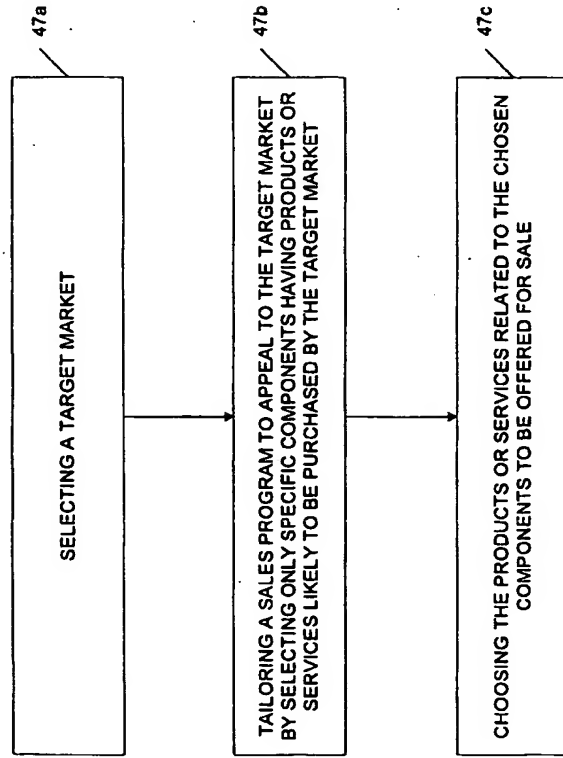 SELECTING A TARGET MARKET
47a
TAILORING A SALES PROGRAM TO APPEAL TO THE TARGET MARKET
BY SELECTING ONLY SPECIFIC COMPONENTS HAVING PRODUCTS OR
SERVICES LIKELY TO BE PURCHASED BY THE TARGET MARKET
47b
CHOOSING THE PRODUCTS OR SERVICES RELATED TO THE CHOSEN
COMPONENTS TO BE OFFERED FOR SALE
47c